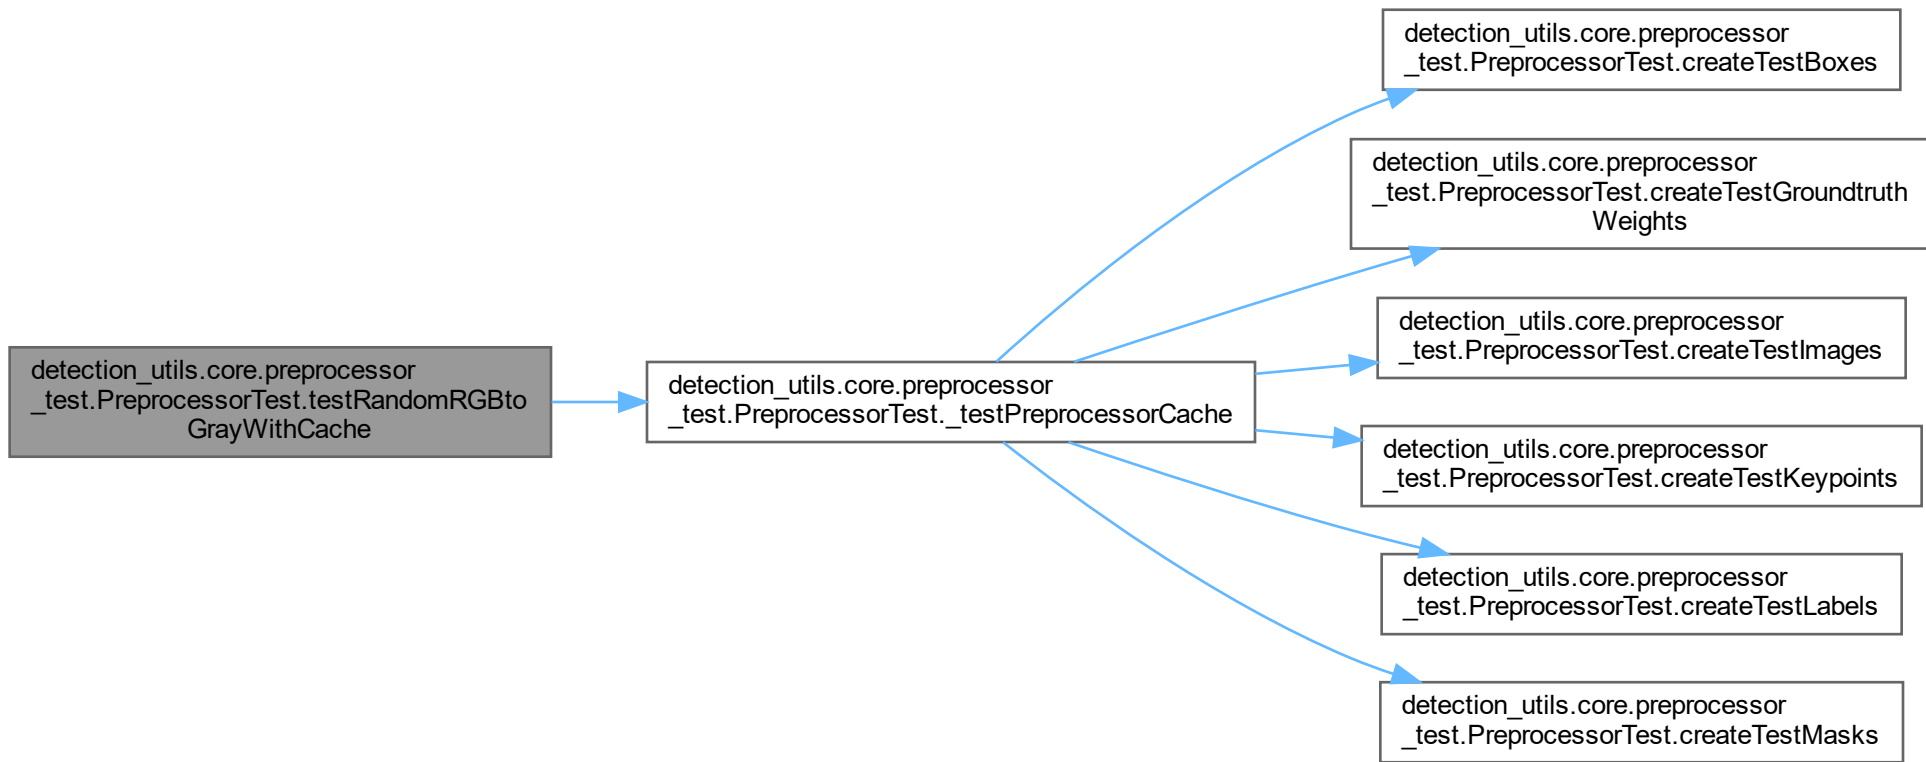 detection_utils.core.preprocessor
_test.PreprocessorTest.testRandomRGBto
GrayWithCache
detection_utils.core.preprocessor
_test.PreprocessorTest._testPreprocessorCache
detection_utils.core.preprocessor
_test.PreprocessorTest.createTestBoxes
detection_utils.core.preprocessor
_test.PreprocessorTest.createTestGroundtruth
Weights
detection_utils.core.preprocessor
_test.PreprocessorTest.createTestImages
detection_utils.core.preprocessor
_test.PreprocessorTest.createTestKeypoints
detection_utils.core.preprocessor
_test.PreprocessorTest.createTestLabels
detection_utils.core.preprocessor
_test.PreprocessorTest.createTestMasks